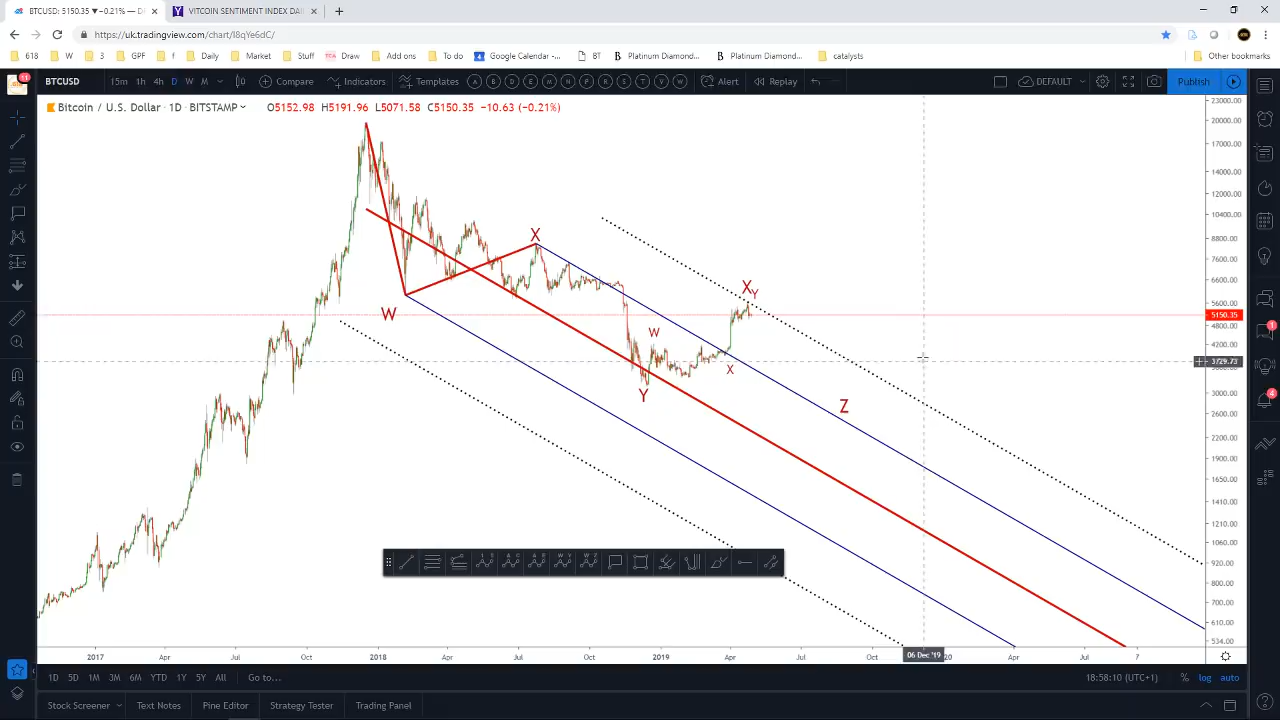 BTCUSD: 5150.35 ▼−0.21% — D
VITCOIN SENTIMENT INDEX DAI
https://uk.tradingview.com/chart/I8qYe6dC/
618 W 3 GPF f Daily Market Stuff Draw Add ons To Do Google Calendar -... BT Platinum Diamond... Platinum Diamond... catalysts Other bookmarks
11 BTCUSD 15m 1h 4h D W M Compare Indicators Templates A B C D E M N O P R S T V W Alert Replay DEFAULT Publish
Bitcoin / U.S. Dollar · 1D · BITSTAMP O5152.98 H5191.96 L5071.58 C5150.35 −10.63 (−0.21%)
23000.00
20000.00
17000.00
14000.00
12000.00
10400.00
8800.00
7600.00
6600.00
5600.00
5150.35
4800.00
4200.00
3729.73
3000.00
2600.00
2200.00
1900.00
1650.00
1410.00
1210.00
1060.00
920.00
800.00
700.00
610.00
534.00
X
X
Y
W
W
X
Y
Z
1
4
2017 Apr Jul Oct 2018 Apr Jul Oct 2019 Apr Jul Oct 06 Dec '19 20 Apr Jul 7
1D 5D 1M 3M 6M YTD 1Y 5Y All Go to... 18:58:10 (UTC+1) % log auto
Stock Screener Text Notes Pine Editor Strategy Tester Trading Panel